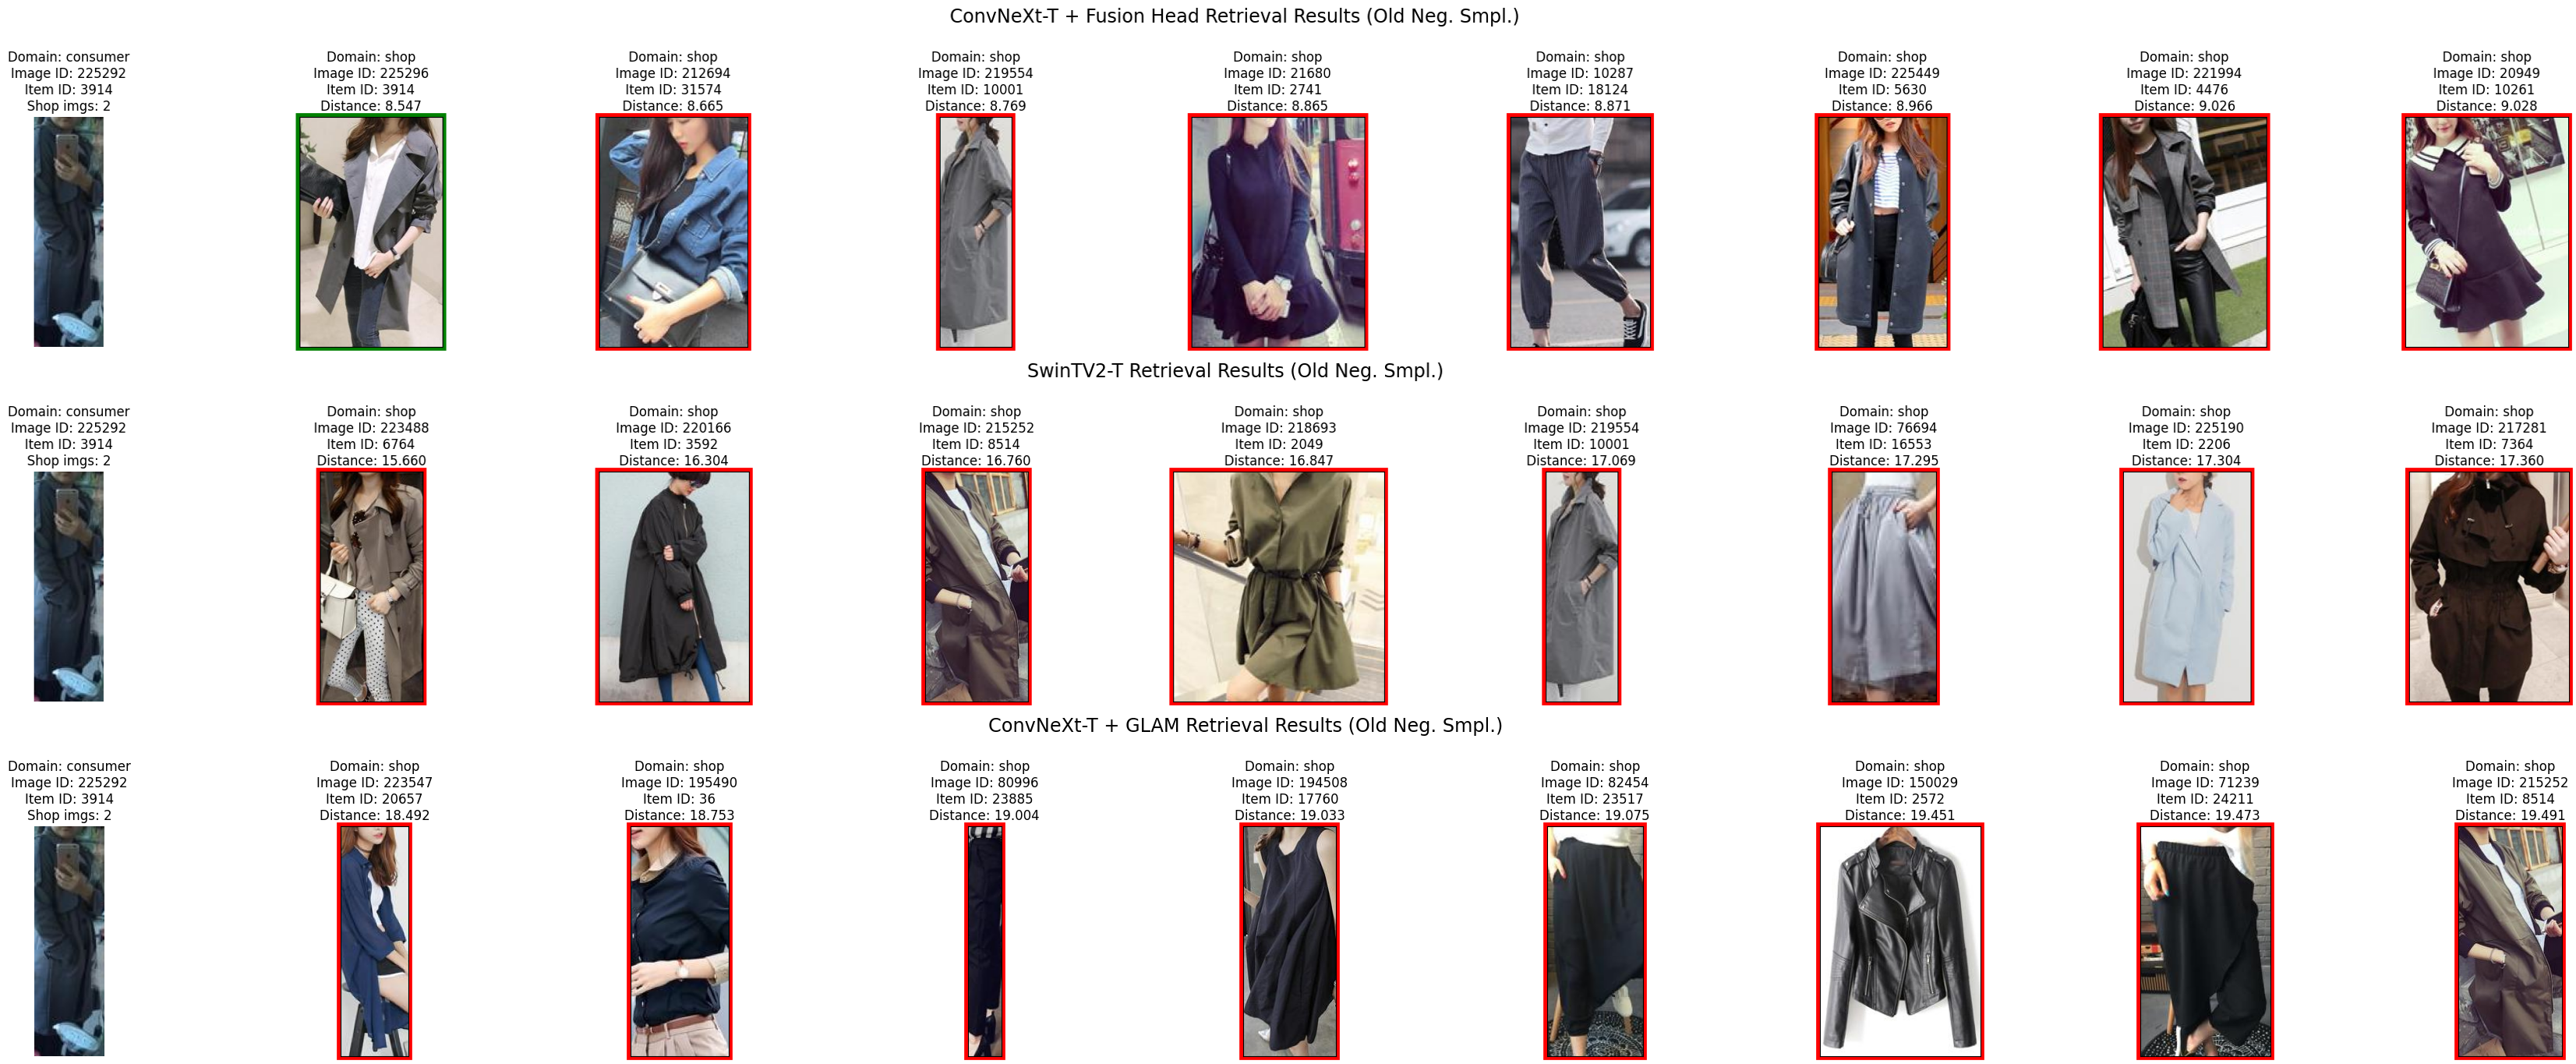 ConvNeXt-T + Fusion Head Retrieval Results (Old Neg. Smpl.)
Domain: consumer
Image ID: 225292
Item ID: 3914
Shop imgs: 2
Domain: shop
Image ID: 225296
Item ID: 3914
Distance: 8.547
Domain: shop
Image ID: 212694
Item ID: 31574
Distance: 8.665
Domain: shop
Image ID: 219554
Item ID: 10001
Distance: 8.769
Domain: shop
Image ID: 21680
Item ID: 2741
Distance: 8.865
Domain: shop
Image ID: 10287
Item ID: 18124
Distance: 8.871
Domain: shop
Image ID: 225449
Item ID: 5630
Distance: 8.966
Domain: shop
Image ID: 221994
Item ID: 4476
Distance: 9.026
Domain: shop
Image ID: 20949
Item ID: 10261
Distance: 9.028
SwinTV2-T Retrieval Results (Old Neg. Smpl.)
Domain: consumer
Image ID: 225292
Item ID: 3914
Shop imgs: 2
Domain: shop
Image ID: 223488
Item ID: 6764
Distance: 15.660
Domain: shop
Image ID: 220166
Item ID: 3592
Distance: 16.304
Domain: shop
Image ID: 215252
Item ID: 8514
Distance: 16.760
Domain: shop
Image ID: 218693
Item ID: 2049
Distance: 16.847
Domain: shop
Image ID: 219554
Item ID: 10001
Distance: 17.069
Domain: shop
Image ID: 76694
Item ID: 16553
Distance: 17.295
Domain: shop
Image ID: 225190
Item ID: 2206
Distance: 17.304
Domain: shop
Image ID: 217281
Item ID: 7364
Distance: 17.360
ConvNeXt-T + GLAM Retrieval Results (Old Neg. Smpl.)
Domain: consumer
Image ID: 225292
Item ID: 3914
Shop imgs: 2
Domain: shop
Image ID: 223547
Item ID: 20657
Distance: 18.492
Domain: shop
Image ID: 195490
Item ID: 36
Distance: 18.753
Domain: shop
Image ID: 80996
Item ID: 23885
Distance: 19.004
Domain: shop
Image ID: 194508
Item ID: 17760
Distance: 19.033
Domain: shop
Image ID: 82454
Item ID: 23517
Distance: 19.075
Domain: shop
Image ID: 150029
Item ID: 2572
Distance: 19.451
Domain: shop
Image ID: 71239
Item ID: 24211
Distance: 19.473
Domain: shop
Image ID: 215252
Item ID: 8514
Distance: 19.491